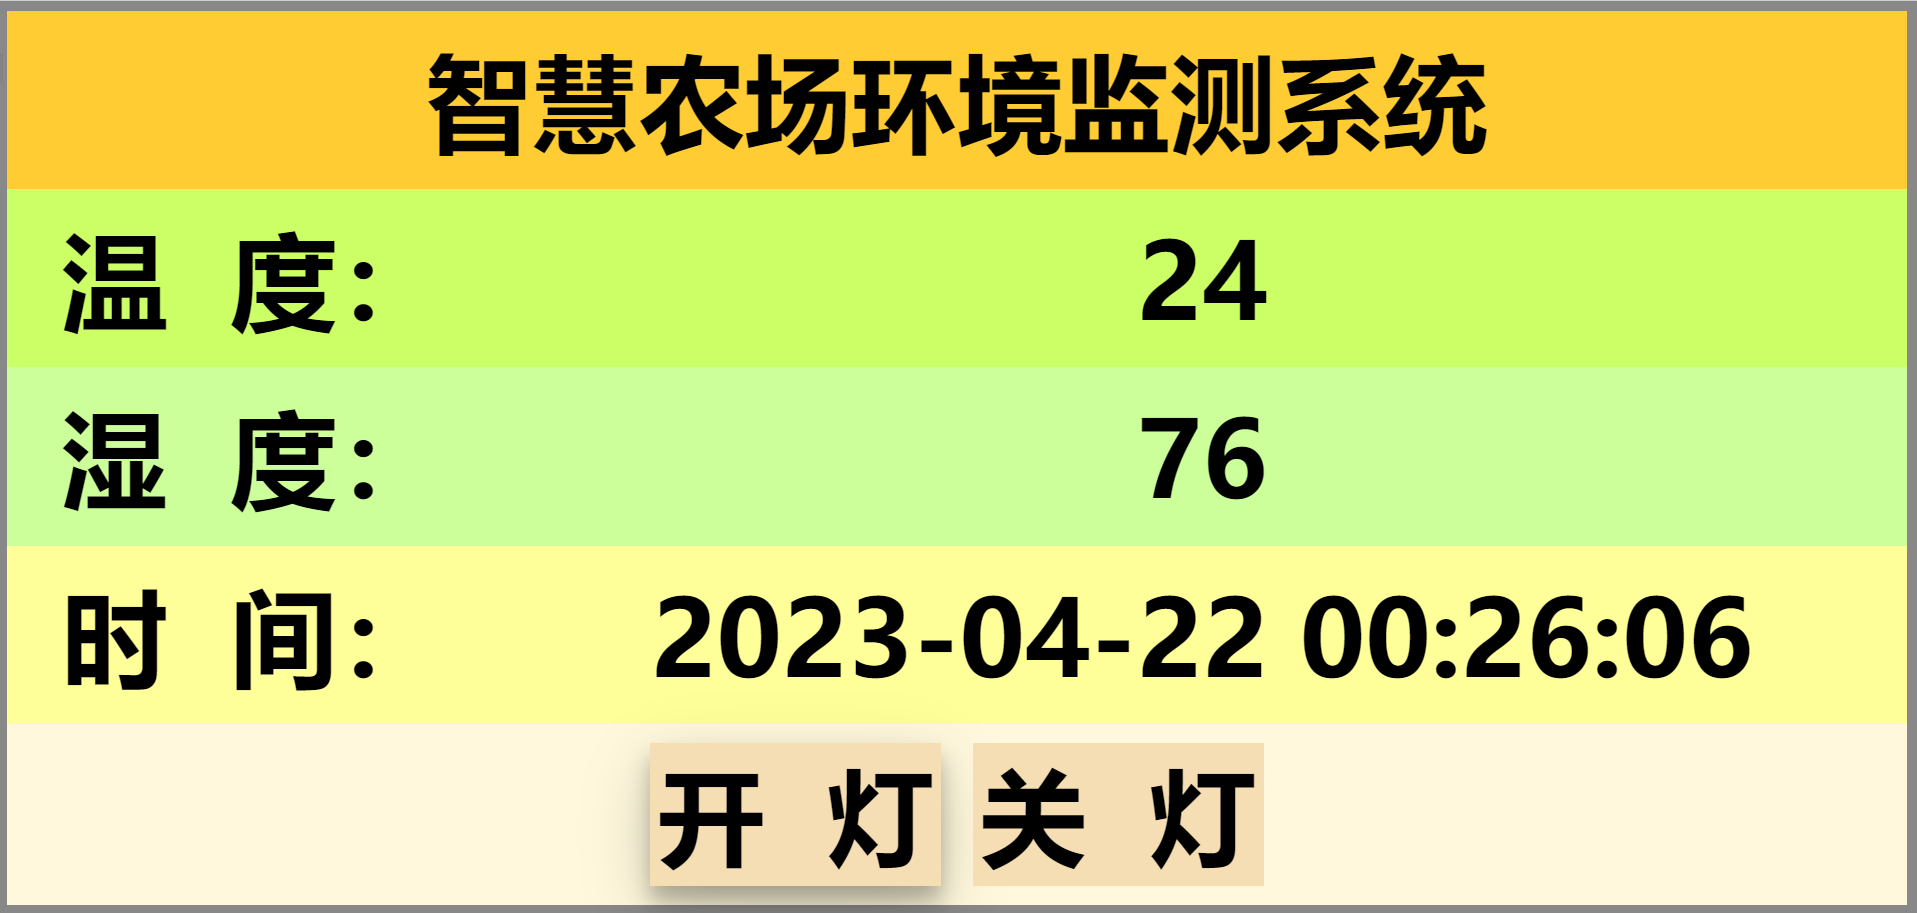 智慧农场环境监测系统
温 度： 24
湿 度： 76
时 间： 2023-04-22 00:26:06
开 灯 关 灯